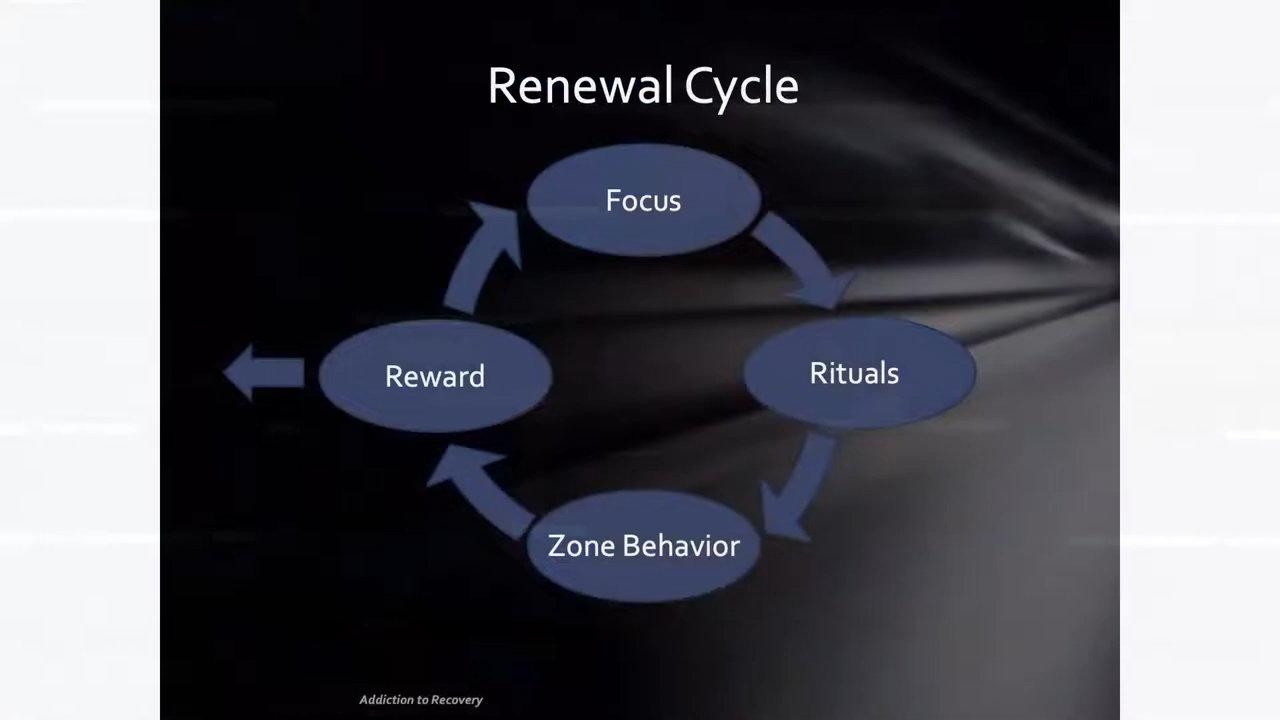 Renewal Cycle
Focus
Rituals
Reward
Zone Behavior
Addiction to Recovery